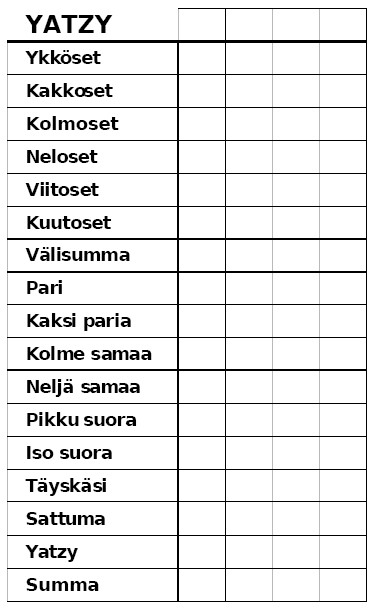 YATZY
Ykköset
Kakkoset
Kolmoset
Neloset
Viitoset
Kuutoset
Välisumma
Pari
Kaksi paria
Kolme samaa
Neljä samaa
Pikku suora
Iso suora
Täyskäsi
Sattuma
Yatzy
Summa